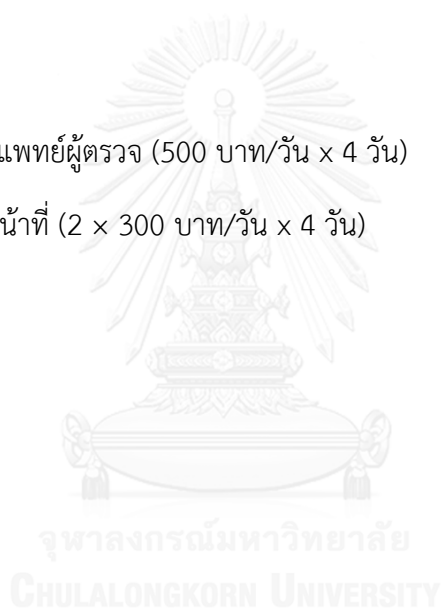 แพทย์ผู้ตรวจ (500 บาท/วัน x 4 วัน)
น้าที่ (2 × 300 บาท/วัน x 4 วัน)
จุฬาลงกรณ์มหาวิทยาลัย
CHULALONGKORN UNIVERSITY